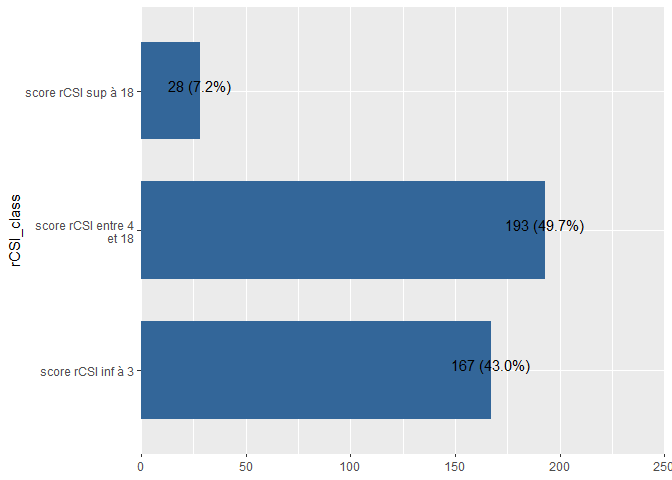 rCSI_class
score rCSI sup à 18
28 (7.2%)
score rCSI entre 4
et 18
193 (49.7%)
score rCSI inf à 3
167 (43.0%)
0
50
100
150
200
250